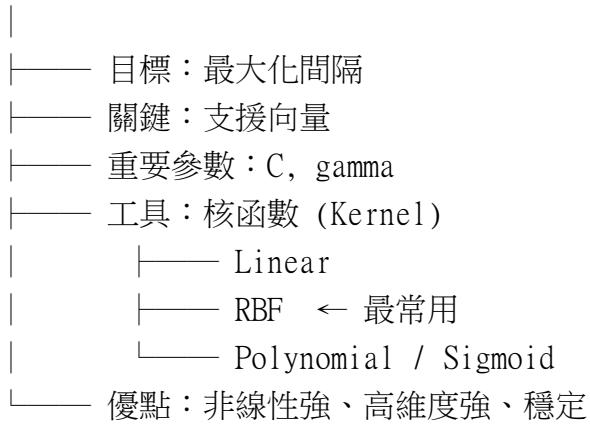 │
├── 目標：最大化間隔
├── 關鍵：支援向量
├── 重要參數：C, gamma
├── 工具：核函數 (Kernel)
│      ├── Linear
│      ├── RBF  ← 最常用
│      └── Polynomial / Sigmoid
└── 優點：非線性強、高維度強、穩定